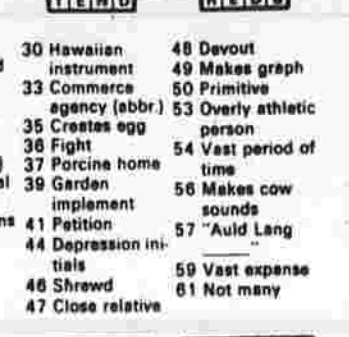 TEND
REDS
30 Hawaiian
instrument
33 Commerce
agency (abbr.)
35 Creates egg
36 Fight
37 Porcine home
39 Garden
implement
41 Petition
44 Depression ini-
tials
46 Shrewd
47 Close relative
48 Devout
49 Makes graph
50 Primitive
53 Overly athletic
person
54 Vast period of
time
56 Makes cow
sounds
57 "Auld Lang
____"
59 Vast expense
61 Not many